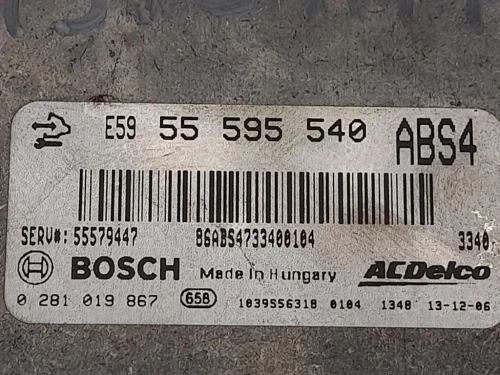 E59 55 595 540 ABS4
SERV#: 55579447 86ABS4733400104 3340
BOSCH Made in Hungary ACDelco
0 281 019 867 658 1039S56318 0104 1348 13-12-06